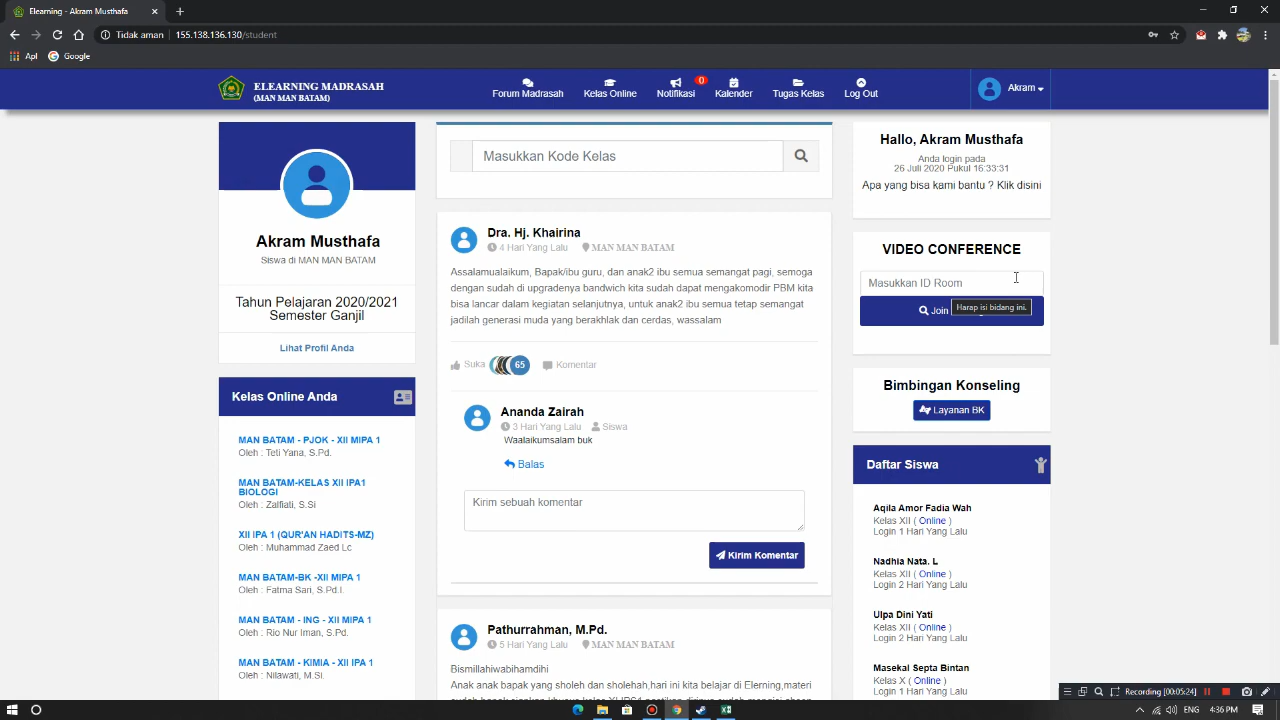 Elearning - Akram Musthafa
Tidak aman
155.138.136.130/student
Apl
Google
ELEARNING MADRASAH
(MAN MAN BATAM)
Forum Madrasah
Kelas Online
0
Notifikasi
Kalender
Tugas Kelas
Log Out
Akram
Akram Musthafa
Siswa di MAN MAN BATAM
Tahun Pelajaran 2020/2021
Semester Ganjil
Lihat Profil Anda
Kelas Online Anda
MAN BATAM - PJOK - XII MIPA 1
Oleh : Teti Yana, S.Pd.
MAN BATAM-KELAS XII IPA1
BIOLOGI
Oleh : Zalfiati, S.Si
XII IPA 1 (QUR'AN HADITS-MZ)
Oleh : Muhammad Zaed Lc
MAN BATAM-BK -XII MIPA 1
Oleh : Fatma Sari, S.Pd.I.
MAN BATAM - ING - XII MIPA 1
Oleh : Rio Nur Iman, S.Pd.
MAN BATAM - KIMIA - XII IPA 1
Oleh : Nilawati, M.Si.
Masukkan Kode Kelas
Dra. Hj. Khairina
4 Hari Yang Lalu MAN MAN BATAM
Assalamualaikum, Bapak/ibu guru, dan anak2 ibu semua semangat pagi, semoga
dengan sudah di upgradenya bandwich kita sudah dapat mengakomodir PBM kita
bisa lancar dalam kegiatan selanjutnya, untuk anak2 ibu semua tetap semangat
jadilah generasi muda yang berakhlak dan cerdas, wassalam
Suka 65 Komentar
Ananda Zairah
3 Hari Yang Lalu Siswa
Waalaikumsalam buk
Balas
Kirim sebuah komentar
Kirim Komentar
Pathurrahman, M.Pd.
5 Hari Yang Lalu MAN MAN BATAM
Bismillahiwabihamdihi
Anak anak bapak yang sholeh dan sholehah,hari ini kita belajar di Elerning,materi
Hallo, Akram Musthafa
Anda login pada
26 Juli 2020 Pukul 16:33:31
Apa yang bisa kami bantu ? Klik disini
VIDEO CONFERENCE
Masukkan ID Room
Join
Harap isi bidang ini.
Bimbingan Konseling
Layanan BK
Daftar Siswa
Aqila Amor Fadia Wah
Kelas XII ( Online )
Login 1 Hari Yang Lalu
Nadhia Nata. L
Kelas XII ( Online )
Login 2 Hari Yang Lalu
Ulpa Dini Yati
Kelas XII ( Online )
Login 2 Hari Yang Lalu
Masekal Septa Bintan
Kelas X ( Online )
Login 1 Hari Yang Lalu
Recording [00:05:24]
ENG 4:36 PM